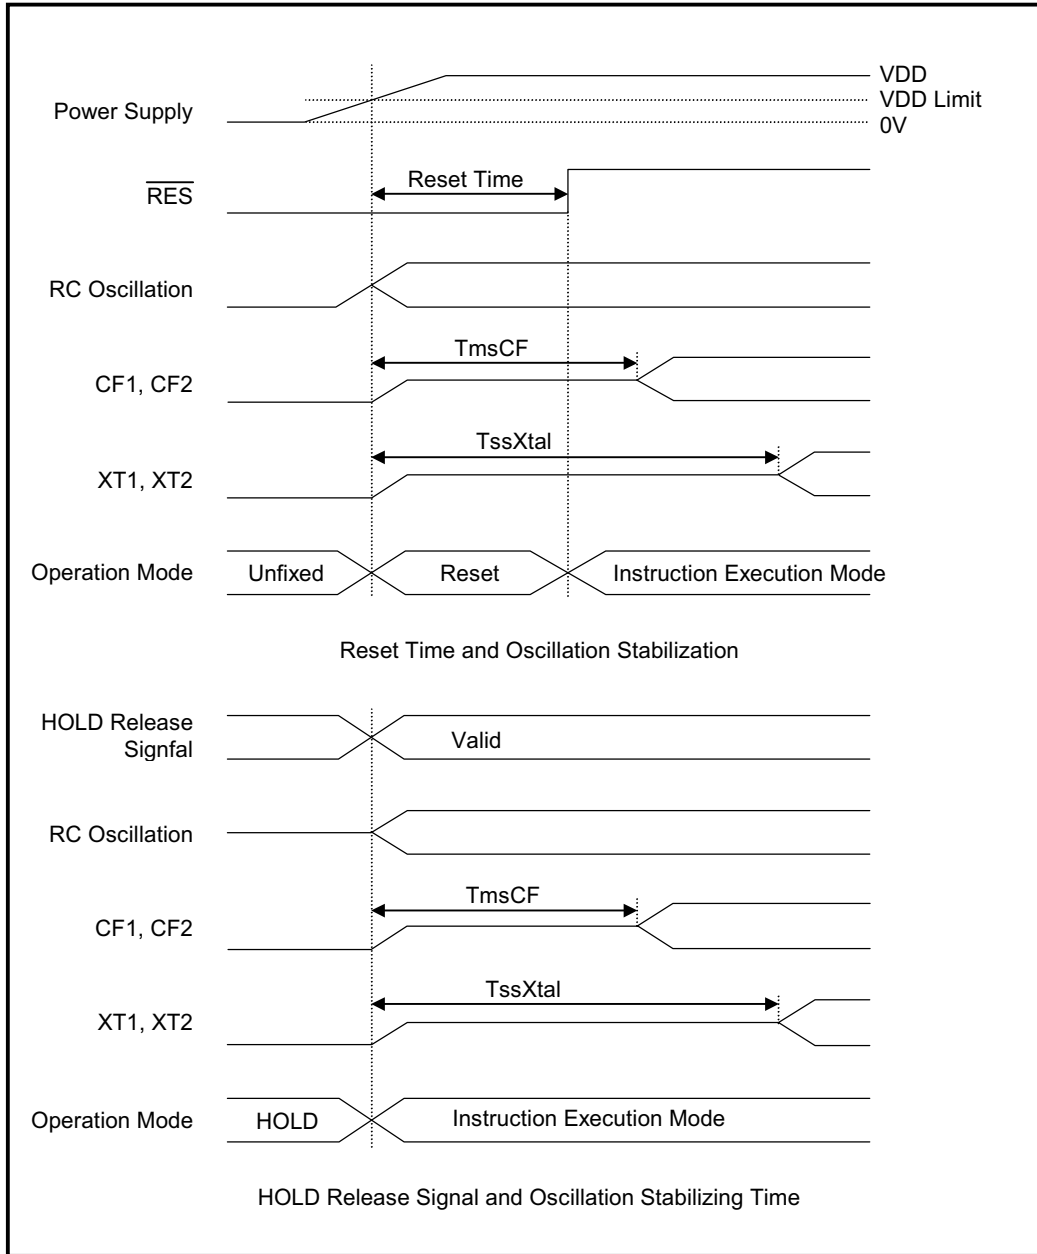 VDD
VDD Limit
Power Supply
0V
Reset Time
RES
RC Oscillation
TmsCF
CF1, CF2
TssXtal
XT1, XT2
Operation Mode
Unfixed
Reset
Instruction Execution Mode
Reset Time and Oscillation Stabilization
HOLD Release
Signfal
Valid
RC Oscillation
TmsCF
CF1, CF2
TssXtal
XT1, XT2
Operation Mode
HOLD
Instruction Execution Mode
HOLD Release Signal and Oscillation Stabilizing Time